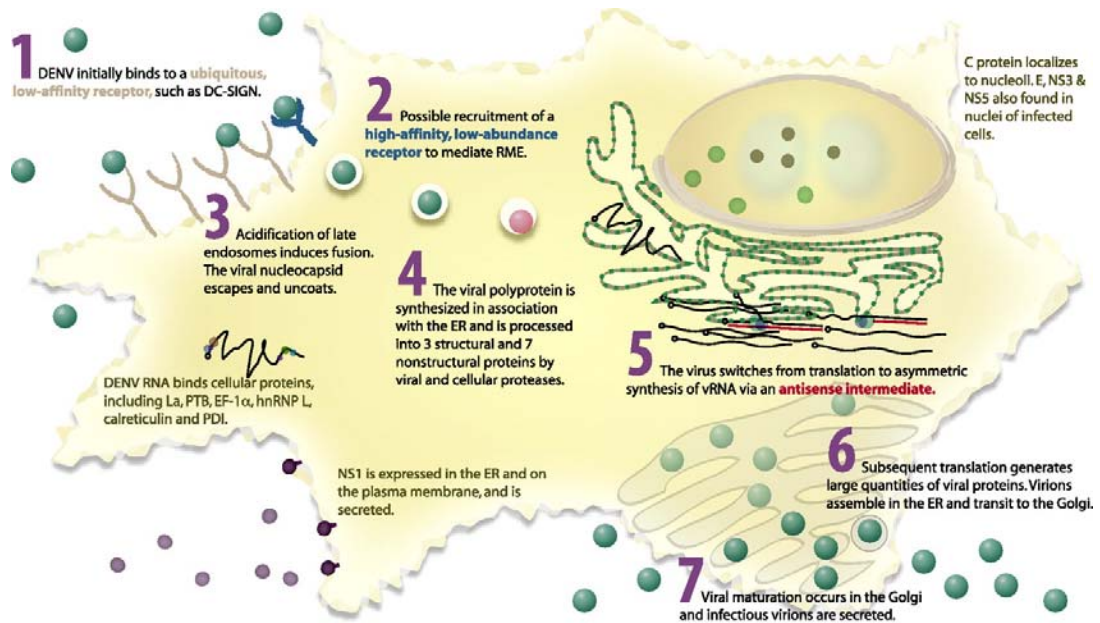 1 DENV initially binds to a ubiquitous,
low-affinity receptor, such as DC-SIGN.
2 Possible recruitment of a
high-affinity, low-abundance
receptor to mediate RME.
C protein localizes
to nucleoli. E, NS3 &
NS5 also found in
nuclei of infected
cells.
3 Acidification of late
endosomes induces fusion.
The viral nucleocapsid
escapes and uncoats.
4 The viral polyprotein is
synthesized in association
with the ER and is processed
into 3 structural and 7
nonstructural proteins by
viral and cellular proteases.
5 The virus switches from translation to asymmetric
synthesis of vRNA via an antisense intermediate.
DENV RNA binds cellular proteins,
including La, PTB, EF-1α, hnRNP L,
calreticulin and PDI.
NS1 is expressed in the ER and on
the plasma membrane, and is
secreted.
6 Subsequent translation generates
large quantities of viral proteins. Virions
assemble in the ER and transit to the Golgi.
7 Viral maturation occurs in the Golgi
and infectious virions are secreted.